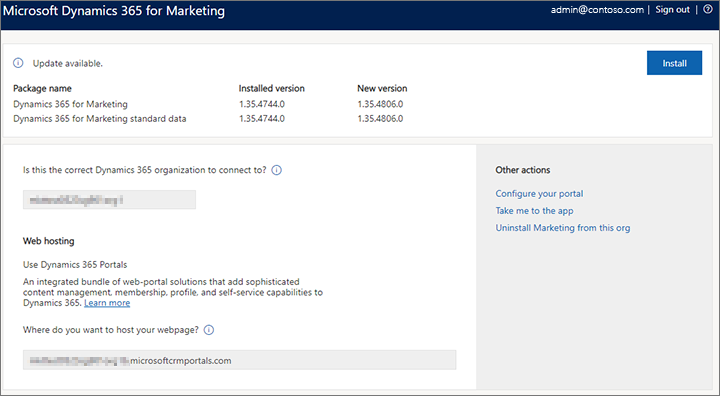 Microsoft Dynamics 365 for Marketing
admin@contoso.com | Sign out | ?
Update available.
Install
Package name Installed version New version
Dynamics 365 for Marketing 1.35.4744.0 1.35.4806.0
Dynamics 365 for Marketing standard data 1.35.4744.0 1.35.4806.0
Is this the correct Dynamics 365 organization to connect to?
Web hosting
Use Dynamics 365 Portals
An integrated bundle of web-portal solutions that add sophisticated
content management, membership, profile, and self-service capabilities to
Dynamics 365. Learn more
Where do you want to host your webpage?
microsoftcrmportals.com
Other actions
Configure your portal
Take me to the app
Uninstall Marketing from this org